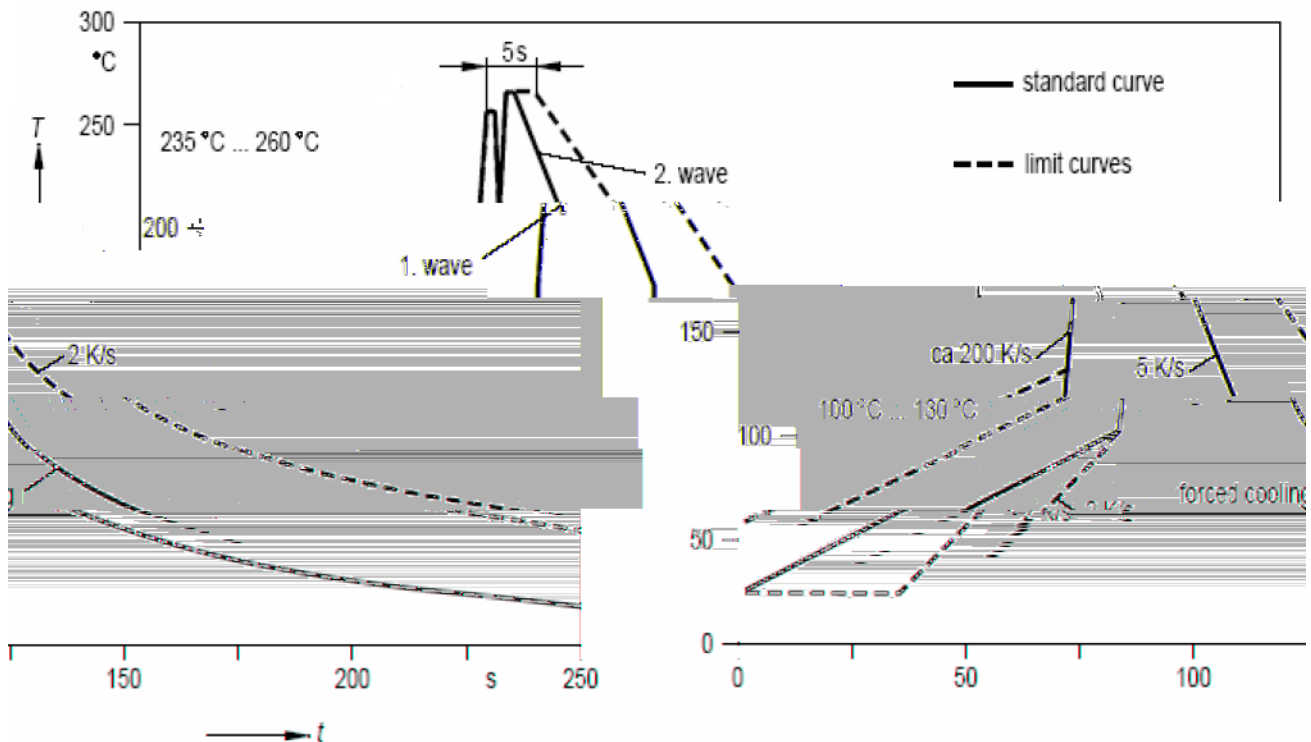 300
°C
5 s
standard curve
T
250
235 °C ... 260 °C
limit curves
2. wave
200
1. wave
150
2 K/s
ca 200 K/s
5 K/s
100 °C ... 130 °C
100
g
forced cooling
2 K/s
50
0
150
200
s
250
0
50
100
t